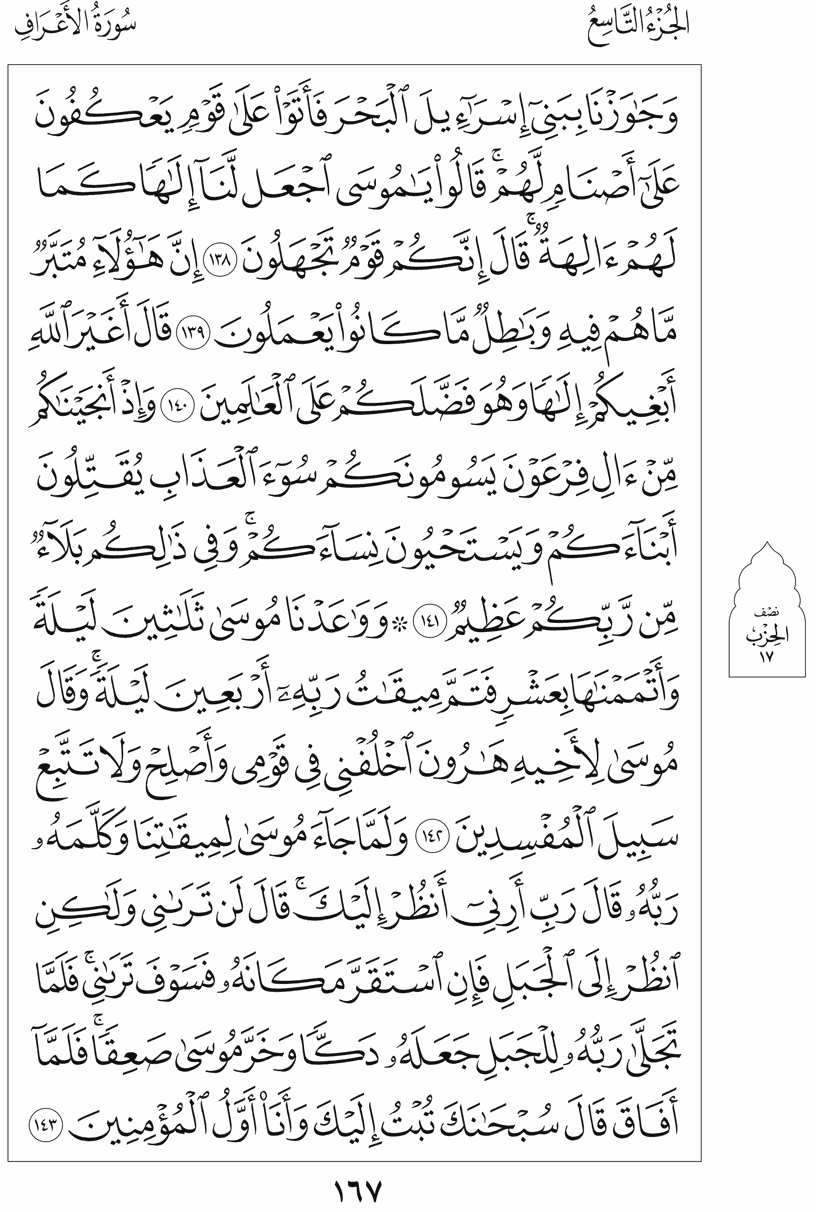 الجُزْءُ التَّاسِعُ
سُورَةُ الأَعْرَافِ
وَجَٰوَزْنَا بِبَنِىٓ إِسْرَٰٓءِيلَ ٱلْبَحْرَ فَأَتَوْا۟ عَلَىٰ قَوْمٍ يَعْكُفُونَ
عَلَىٰٓ أَصْنَامٍ لَّهُمْ ۚ قَالُوا۟ يَٰمُوسَى ٱجْعَل لَّنَآ إِلَٰهًا كَمَا
لَهُمْ ءَالِهَةٌ ۚ قَالَ إِنَّكُمْ قَوْمٌ تَجْهَلُونَ ١٣٨ إِنَّ هَٰٓؤُلَآءِ مُتَبَّرٌ
مَّا هُمْ فِيهِ وَبَٰطِلٌ مَّا كَانُوا۟ يَعْمَلُونَ ١٣٩ قَالَ أَغَيْرَ ٱللَّهِ
أَبْغِيكُمْ إِلَٰهًا وَهُوَ فَضَّلَكُمْ عَلَى ٱلْعَٰلَمِينَ ١٤٠ وَإِذْ أَنجَيْنَٰكُم
مِّنْ ءَالِ فِرْعَوْنَ يَسُومُونَكُمْ سُوٓءَ ٱلْعَذَابِ يُقَتِّلُونَ
أَبْنَآءَكُمْ وَيَسْتَحْيُونَ نِسَآءَكُمْ ۚ وَفِى ذَٰلِكُم بَلَآءٌ
مِّن رَّبِّكُمْ عَظِيمٌ ١٤١ * وَوَٰعَدْنَا مُوسَىٰ ثَلَٰثِينَ لَيْلَةً
وَأَتْمَمْنَٰهَا بِعَشْرٍ فَتَمَّ مِيقَٰتُ رَبِّهِۦٓ أَرْبَعِينَ لَيْلَةً ۚ وَقَالَ
مُوسَىٰ لِأَخِيهِ هَٰرُونَ ٱخْلُفْنِى فِى قَوْمِى وَأَصْلِحْ وَلَا تَتَّبِعْ
سَبِيلَ ٱلْمُفْسِدِينَ ١٤٢ وَلَمَّا جَآءَ مُوسَىٰ لِمِيقَٰتِنَا وَكَلَّمَهُۥ
رَبُّهُۥ قَالَ رَبِّ أَرِنِىٓ أَنظُرْ إِلَيْكَ ۚ قَالَ لَن تَرَىٰنِى وَلَٰكِنِ
ٱنظُرْ إِلَى ٱلْجَبَلِ فَإِنِ ٱسْتَقَرَّ مَكَانَهُۥ فَسَوْفَ تَرَىٰنِى ۚ فَلَمَّا
تَجَلَّىٰ رَبُّهُۥ لِلْجَبَلِ جَعَلَهُۥ دَكًّا وَخَرَّ مُوسَىٰ صَعِقًا ۚ فَلَمَّآ
أَفَاقَ قَالَ سُبْحَٰنَكَ تُبْتُ إِلَيْكَ وَأَنَا۠ أَوَّلُ ٱلْمُؤْمِنِينَ ١٤٣
نِصْف
الحِزْب
١٧
١٦٧